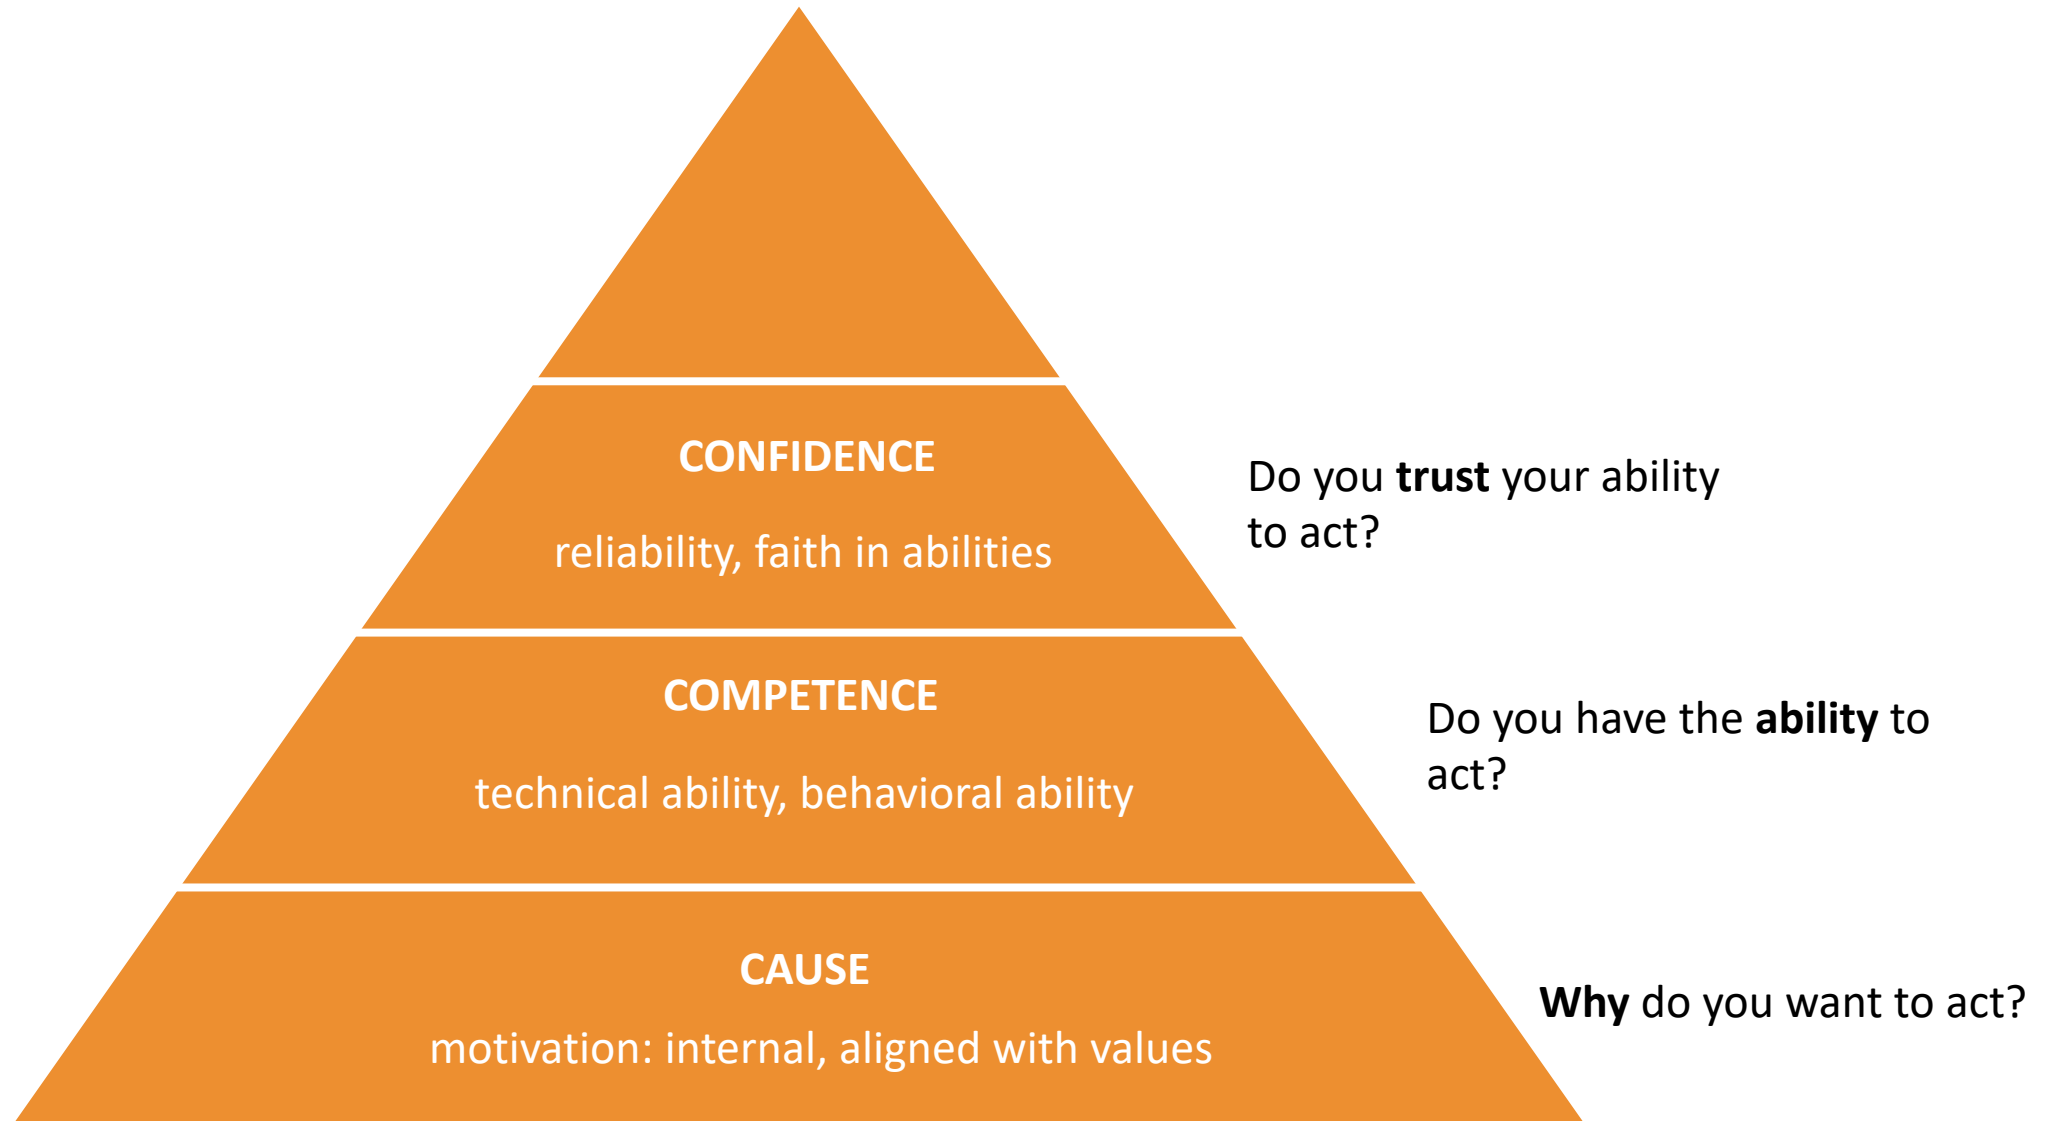 CONFIDENCE
reliability, faith in abilities
Do you trust your ability
to act?
COMPETENCE
technical ability, behavioral ability
Do you have the ability to
act?
CAUSE
motivation: internal, aligned with values
Why do you want to act?